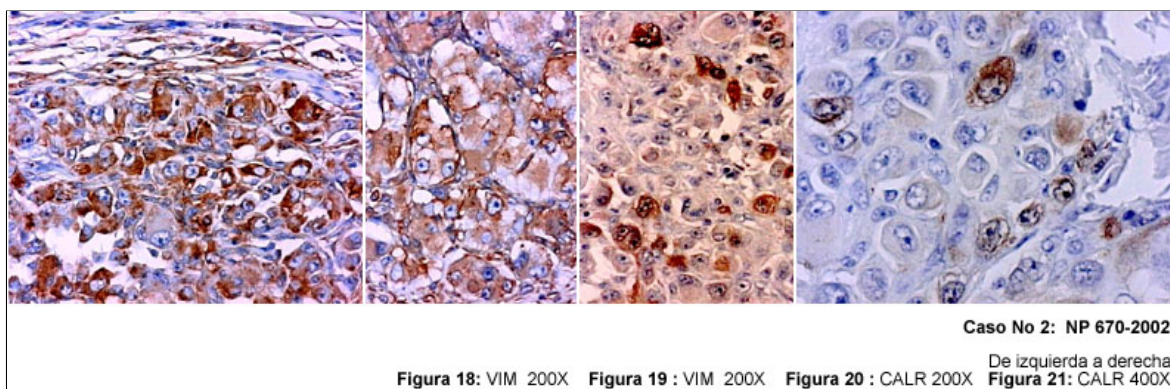 Caso No 2: NP 670-2002
De izquierda a derecha
Figura 18: VIM 200X Figura 19 : VIM 200X Figura 20 : CALR 200X Figura 21: CALR 400X